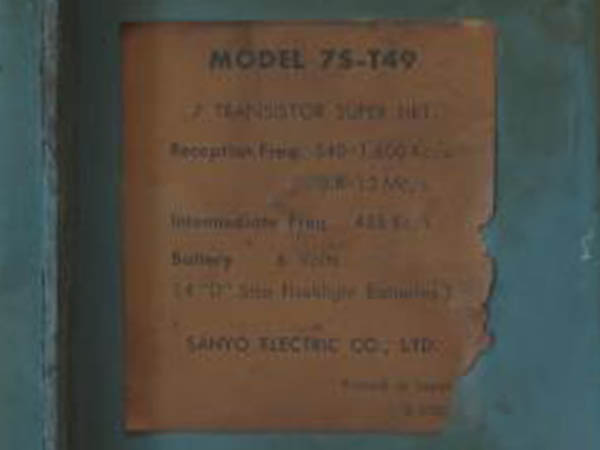 MODEL 7S-T49
7 TRANSISTOR SUPER HET.
Reception Freq. 540-1,600 Kc/s
Intermediate Freq. 455 Kc/s
Battery 6 Volts
(4 "D" Size Flashlight Batteries)
SANYO ELECTRIC CO., LTD.
Printed in Japan